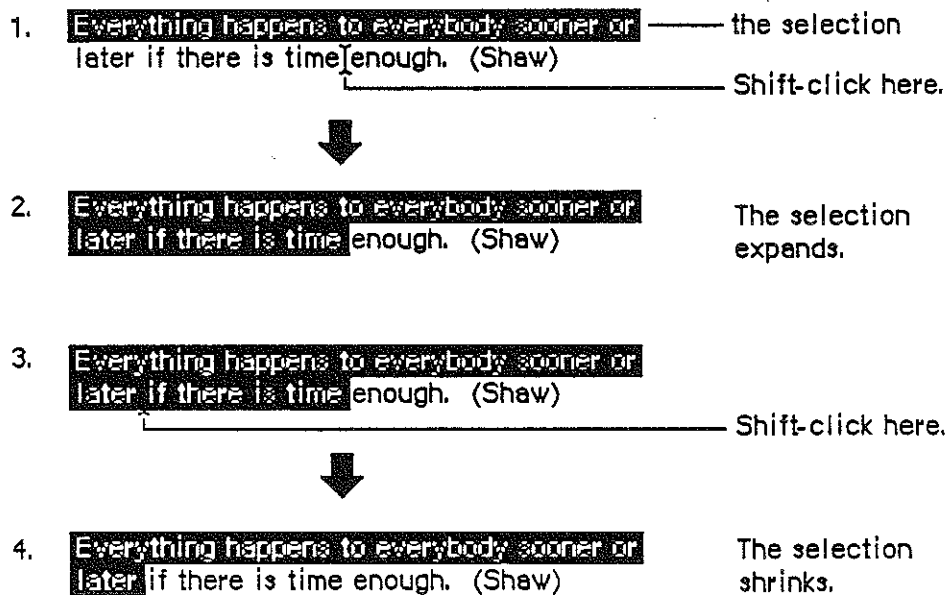 1. Everything happens to everybody sooner or
later if there is time enough. (Shaw)
the selection
Shift-click here.
2. Everything happens to everybody sooner or
later if there is time enough. (Shaw)
The selection
expands.
3. Everything happens to everybody sooner or
later if there is time enough. (Shaw)
Shift-click here.
4. Everything happens to everybody sooner or
later if there is time enough. (Shaw)
The selection
shrinks.